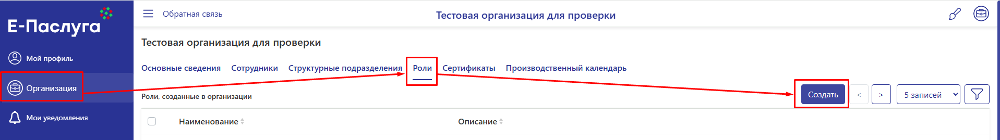 Е-Паслуга
Мой профиль
Организация
Мои уведомления
Обратная связь
Тестовая организация для проверки
Тестовая организация для проверки
Основные сведения Сотрудники Структурные подразделения Роли Сертификаты Производственный календарь
Роли, созданные в организации
Создать < > 5 записей
Наименование Описание